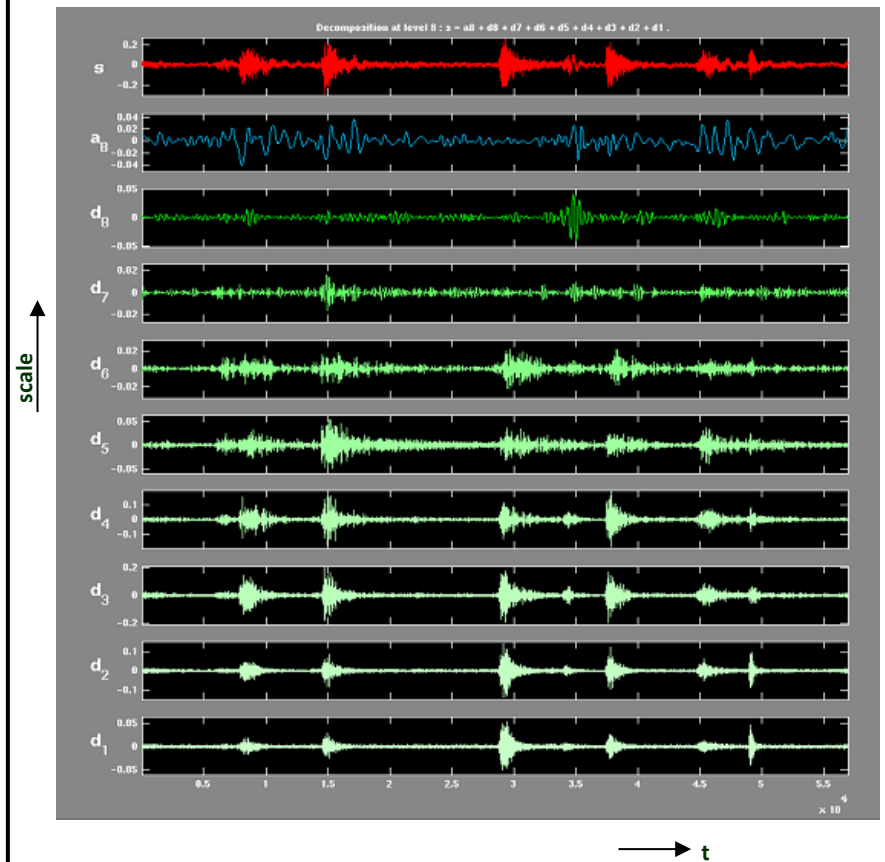 Decomposition at level 8 : s = a8 + d8 + d7 + d6 + d5 + d4 + d3 + d2 + d1 .
s
0.2
0
-0.2
a8
0.04
0.02
0
-0.02
-0.04
d8
0.05
0
-0.05
d7
0.02
0
-0.02
d6
0.02
0
-0.02
d5
0.05
0
-0.05
d4
0.1
0
-0.1
d3
0.2
0
-0.2
d2
0.1
0
-0.1
d1
0.05
0
-0.05
0.5 1 1.5 2 2.5 3 3.5 4 4.5 5 5.5
x 10^4
scale
t